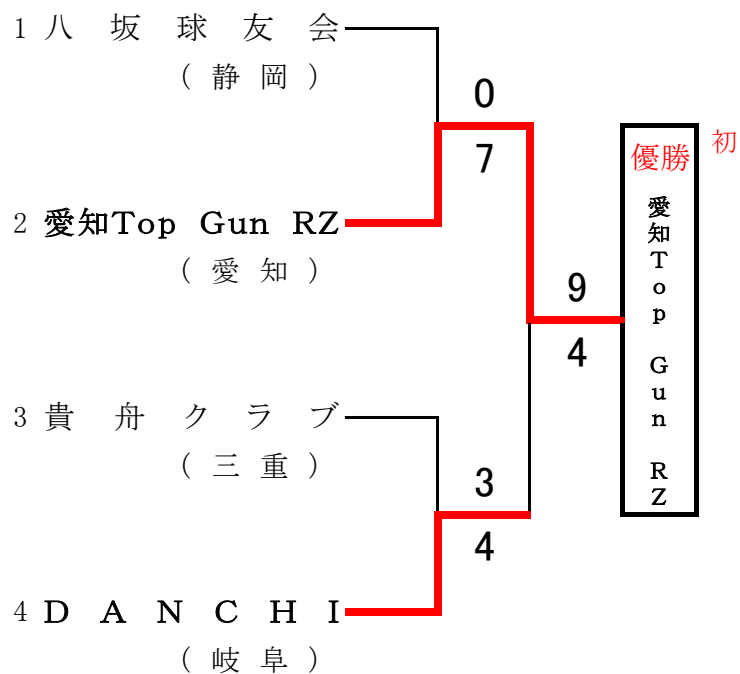 1 八坂球友会
(静岡)
0
7
2 愛知Top Gun RZ
(愛知)
9
4
3 貴舟クラブ
(三重)
3
4
4 DANCHI
(岐阜)
優勝
愛知Top Gun RZ
初